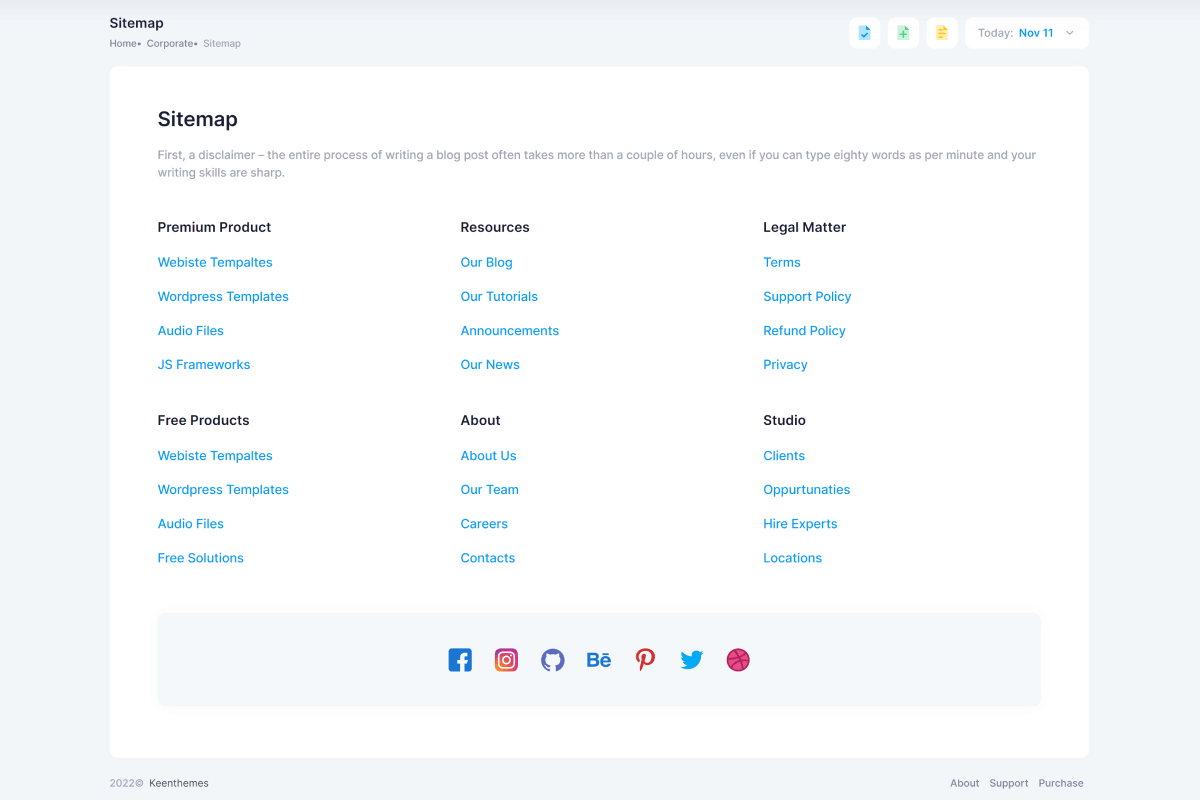 Sitemap
Home• Corporate• Sitemap
Today: Nov 11
Sitemap
First, a disclaimer – the entire process of writing a blog post often takes more than a couple of hours, even if you can type eighty words as per minute and your
writing skills are sharp.
Premium Product
Webiste Tempaltes
Wordpress Templates
Audio Files
JS Frameworks
Resources
Our Blog
Our Tutorials
Announcements
Our News
Legal Matter
Terms
Support Policy
Refund Policy
Privacy
Free Products
Webiste Tempaltes
Wordpress Templates
Audio Files
Free Solutions
About
About Us
Our Team
Careers
Contacts
Studio
Clients
Oppurtunaties
Hire Experts
Locations
Bē
2022© Keenthemes
About Support Purchase